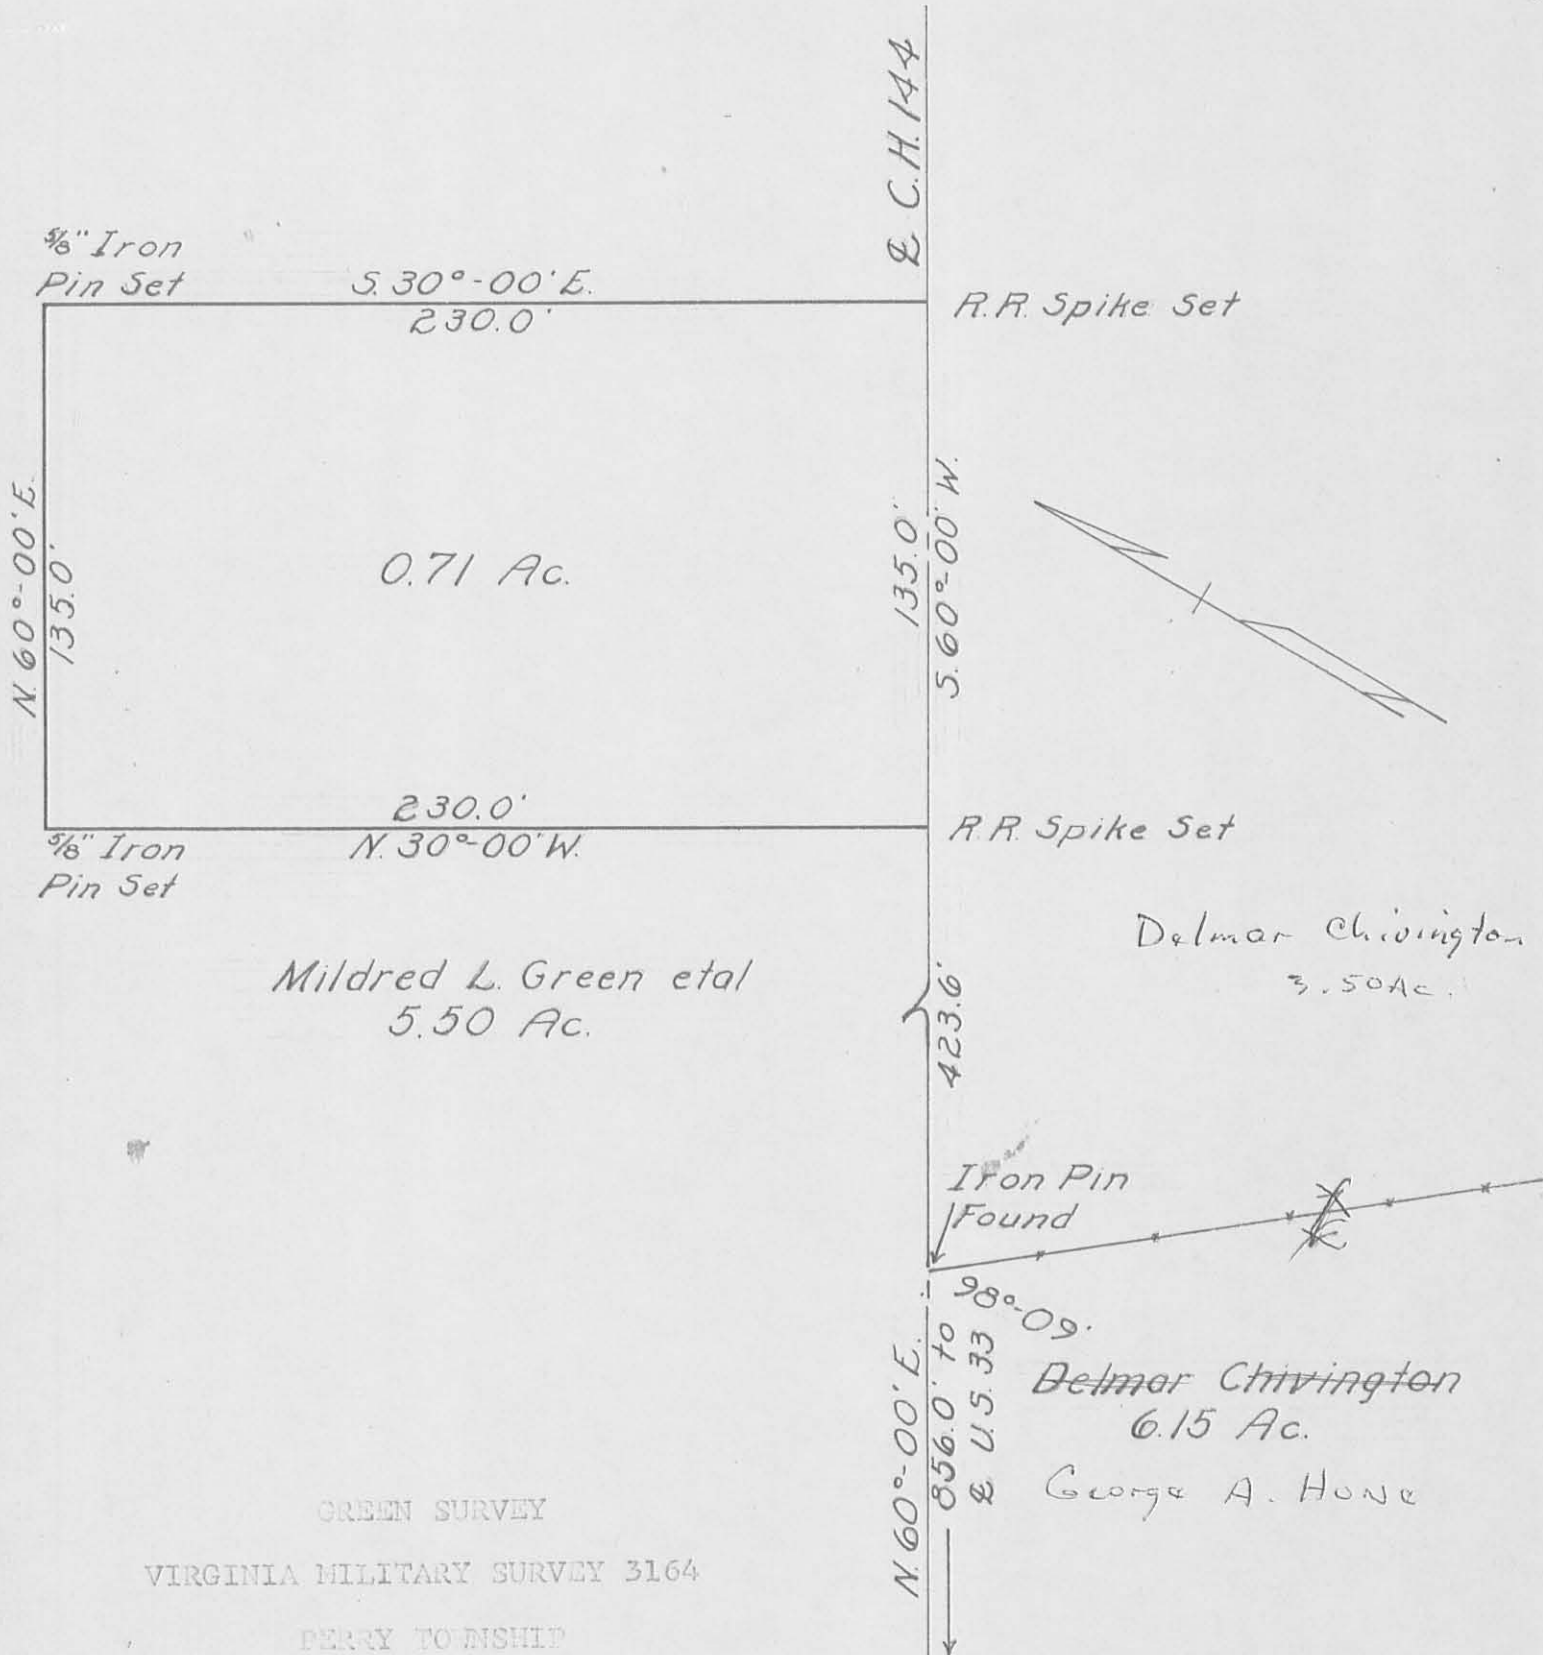 ℄ C.H. 144
5/8" Iron
Pin Set
S. 30°-00' E.
230.0'
R.R. Spike Set
N. 60°-00' E.
135.0'
0.71 Ac.
135.0'
S. 60°-00' W.
230.0'
N. 30°-00' W.
5/8" Iron
Pin Set
R.R. Spike Set
Delmar Chivington
3.50 Ac.
Mildred L. Green etal
5.50 Ac.
423.6'
Iron Pin
Found
98°-09'
N. 60°-00' E.
856.0' to
℄ U.S. 33
Delmar Chivington
6.15 Ac.
George A.
GREEN SURVEY
VIRGINIA MILITARY SURVEY 3164
PERRY TOWNSHIP